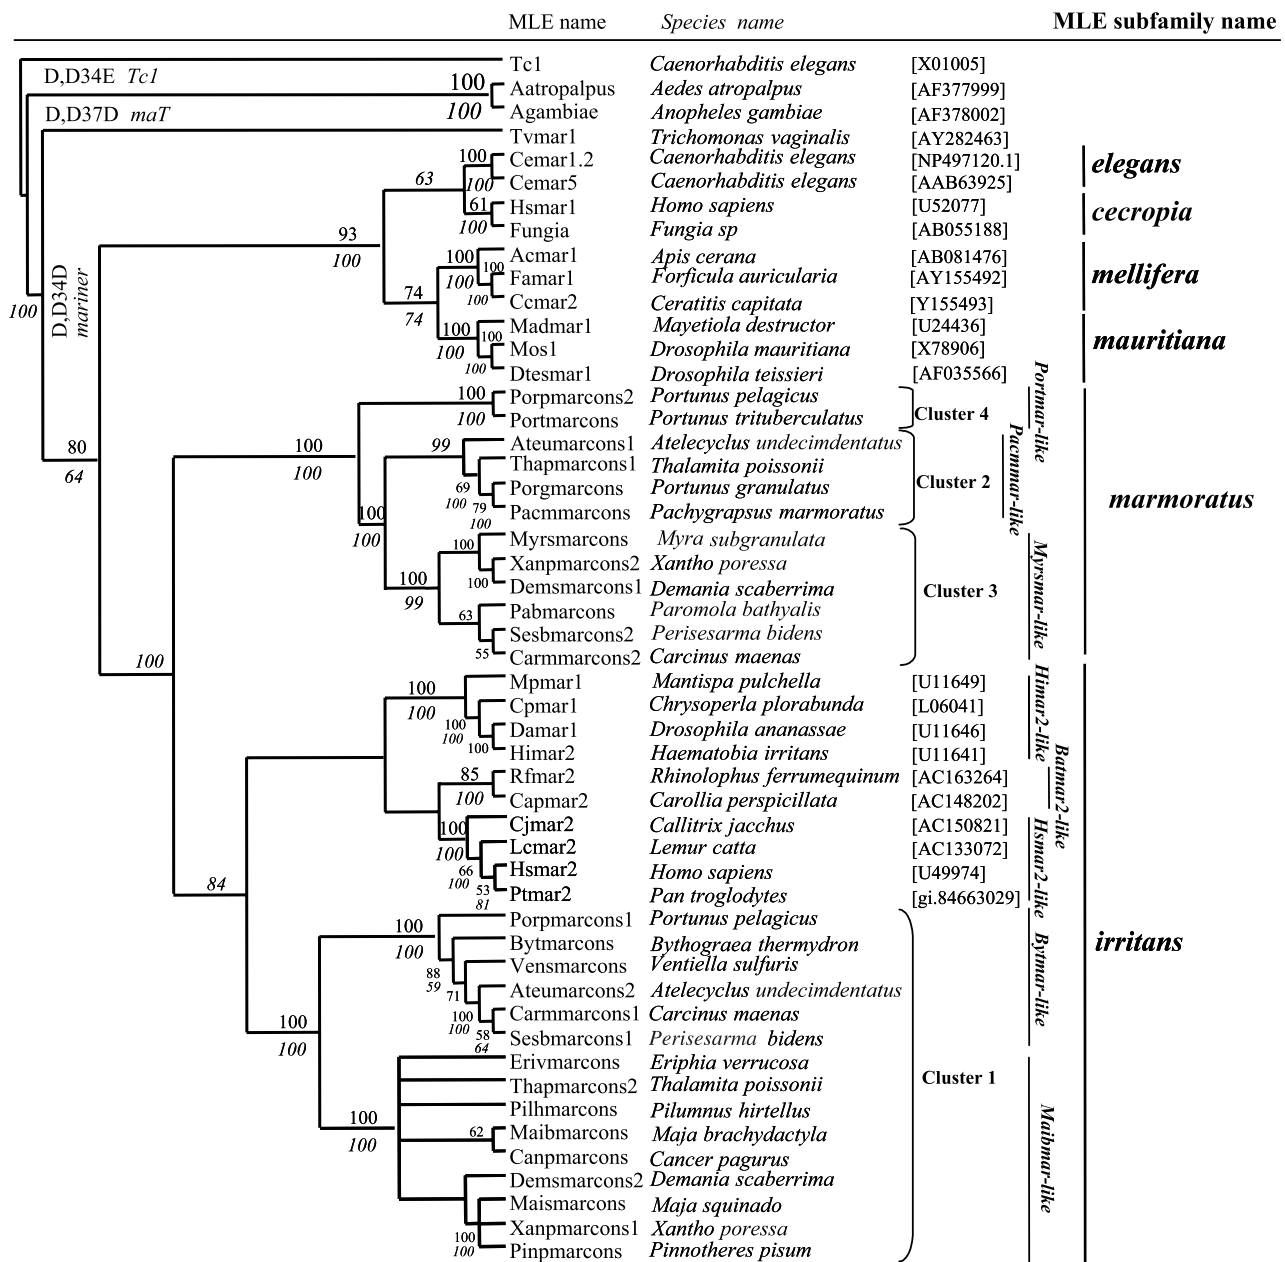 MLE name Species name MLE subfamily name
Tc1 Caenorhabditis elegans [X01005]
D,D34E Tc1
100 Aatropalpus Aedes atropalpus [AF377999]
100 Agambiae Anopheles gambiae [AF378002]
D,D37D maT
Tvmar1 Trichomonas vaginalis [AY282463]
100 Cemar1.2 Caenorhabditis elegans [NP497120.1]
elegans
63 100 Cemar5 Caenorhabditis elegans [AAB63925]
61 Hsmar1 Homo sapiens [U52077]
cecropia
100 Fungia Fungia sp [AB055188]
93
100
100 Acmar1 Apis cerana [AB081476]
100 100 Famar1 Forficula auricularia [AY155492]
mellifera
100 Ccmar2 Ceratitis capitata [Y155493]
74
74
D,D34D
mariner
100
100 Madmar1 Mayetiola destructor [U24436]
100 100 Mos1 Drosophila mauritiana [X78906]
mauritiana
100 Dtesmar1 Drosophila teissieri [AF035566]
100 Porpmarcons2 Portunus pelagicus
100 Portmarcons Portunus trituberculatus
Cluster 4
Portmar-like
99 Ateumarcons1 Atelecyclus undecimdentatus
100
100
80
64
Thapmarcons1 Thalamita poissonii
69
100
Porgmarcons Portunus granulatus
Cluster 2
Pacmmar-like
79
100
Pacmmarcons Pachygrapsus marmoratus
marmoratus
100
100
Myrsmarcons Myra subgranulata
100
Xanpmarcons2 Xantho poressa
100 Demsmarcons1 Demania scaberrima
Cluster 3
Myrsmar-like
100
99
Pabmarcons Paromola bathyalis
63
Sesbmarcons2 Perisesarma bidens
55 Carmmarcons2 Carcinus maenas
100
Mpmar1 Mantispa pulchella [U11649]
100
100
Cpmar1 Chrysoperla plorabunda [L06041]
Himar2-like
100
100
Damar1 Drosophila ananassae [U11646]
100 Himar2 Haematobia irritans [U11641]
85 Rfmar2 Rhinolophus ferrumequinum [AC163264]
Batmar2-like
100 Capmar2 Carollia perspicillata [AC148202]
100 Cjmar2 Callitrix jacchus [AC150821]
100 Lcmar2 Lemur catta [AC133072]
Hsmar2-like
66
100
Hsmar2 Homo sapiens [U49974]
84
53
81
Ptmar2 Pan troglodytes [gi.84663029]
Porpmarcons1 Portunus pelagicus
100
100
Bytmarcons Bythograea thermydron
irritans
Vensmarcons Ventiella sulfuris
Bytmar-like
88
59
71 Ateumarcons2 Atelecyclus undecimdentatus
100
100
Carmmarcons1 Carcinus maenas
58
64
Sesbmarcons1 Perisesarma bidens
100
100
Erivmarcons Eriphia verrucosa
Cluster 1
Thapmarcons2 Thalamita poissonii
Pilhmarcons Pilumnus hirtellus
100
100
62 Maibmarcons Maja brachydactyla
Maibmar-like
Canpmarcons Cancer pagurus
Demsmarcons2 Demania scaberrima
Maismarcons Maja squinado
Xanpmarcons1 Xantho poressa
100
100
Pinpmarcons Pinnotheres pisum